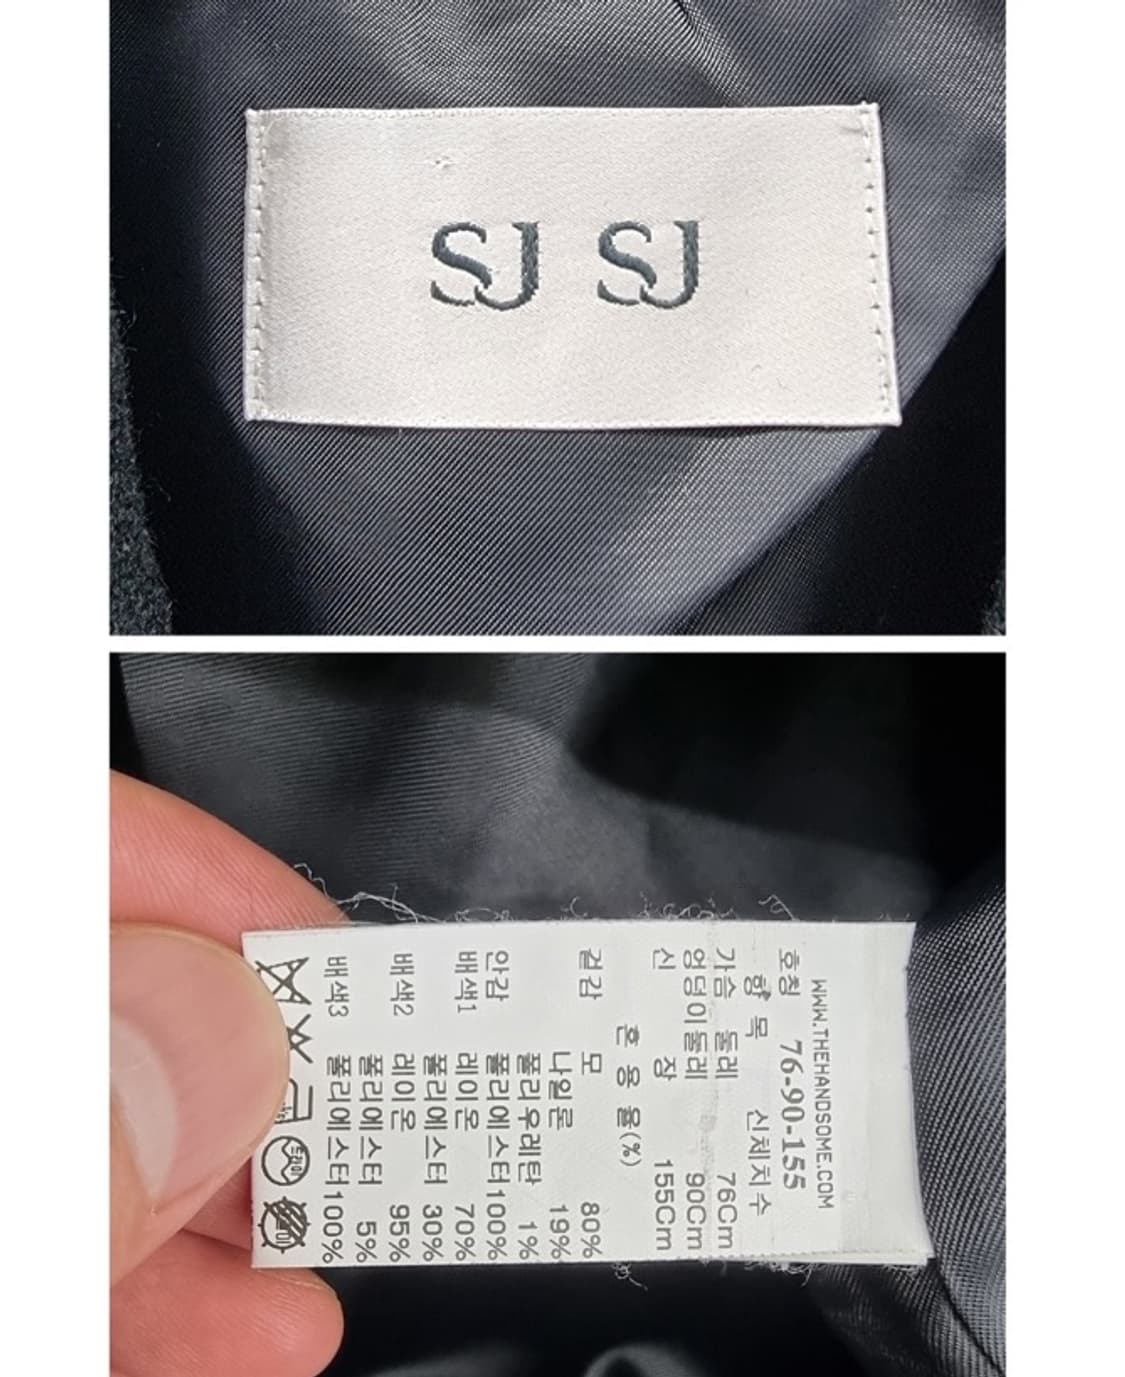 SJ SJ
WWW.THEHANDSOME.COM
호칭 76-90-155
항 목 신체치수
가슴 둘레 76Cm
엉덩이둘레 90Cm
신 장 155Cm
혼 용 율(%)
겉감 모 80%
나일론 19%
폴리우레탄 1%
안감 폴리에스터100%
배색1 레이온 70%
폴리에스터 30%
배색2 레이온 95%
폴리에스터 5%
배색3 폴리에스터100%
드라이